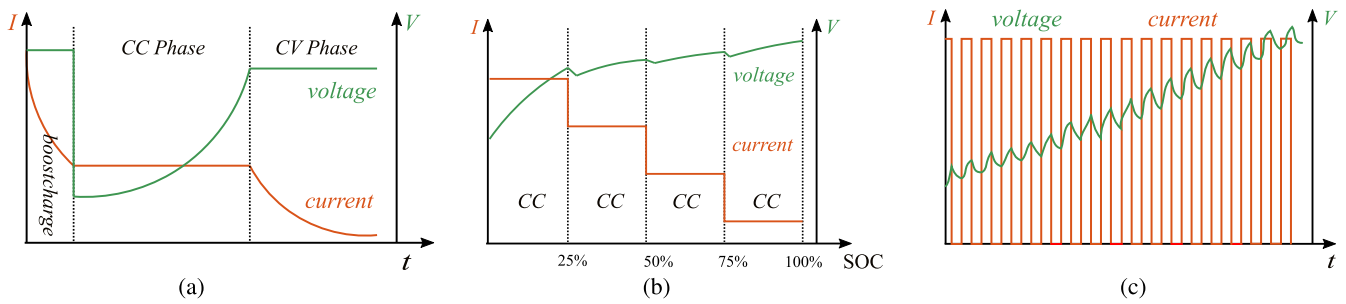 I
V
CC Phase
CV Phase
voltage
boostcharge
current
t
(a)
I
V
voltage
current
CC
CC
CC
CC
25%
50%
75%
100%
SOC
(b)
I
voltage
current
V
t
(c)